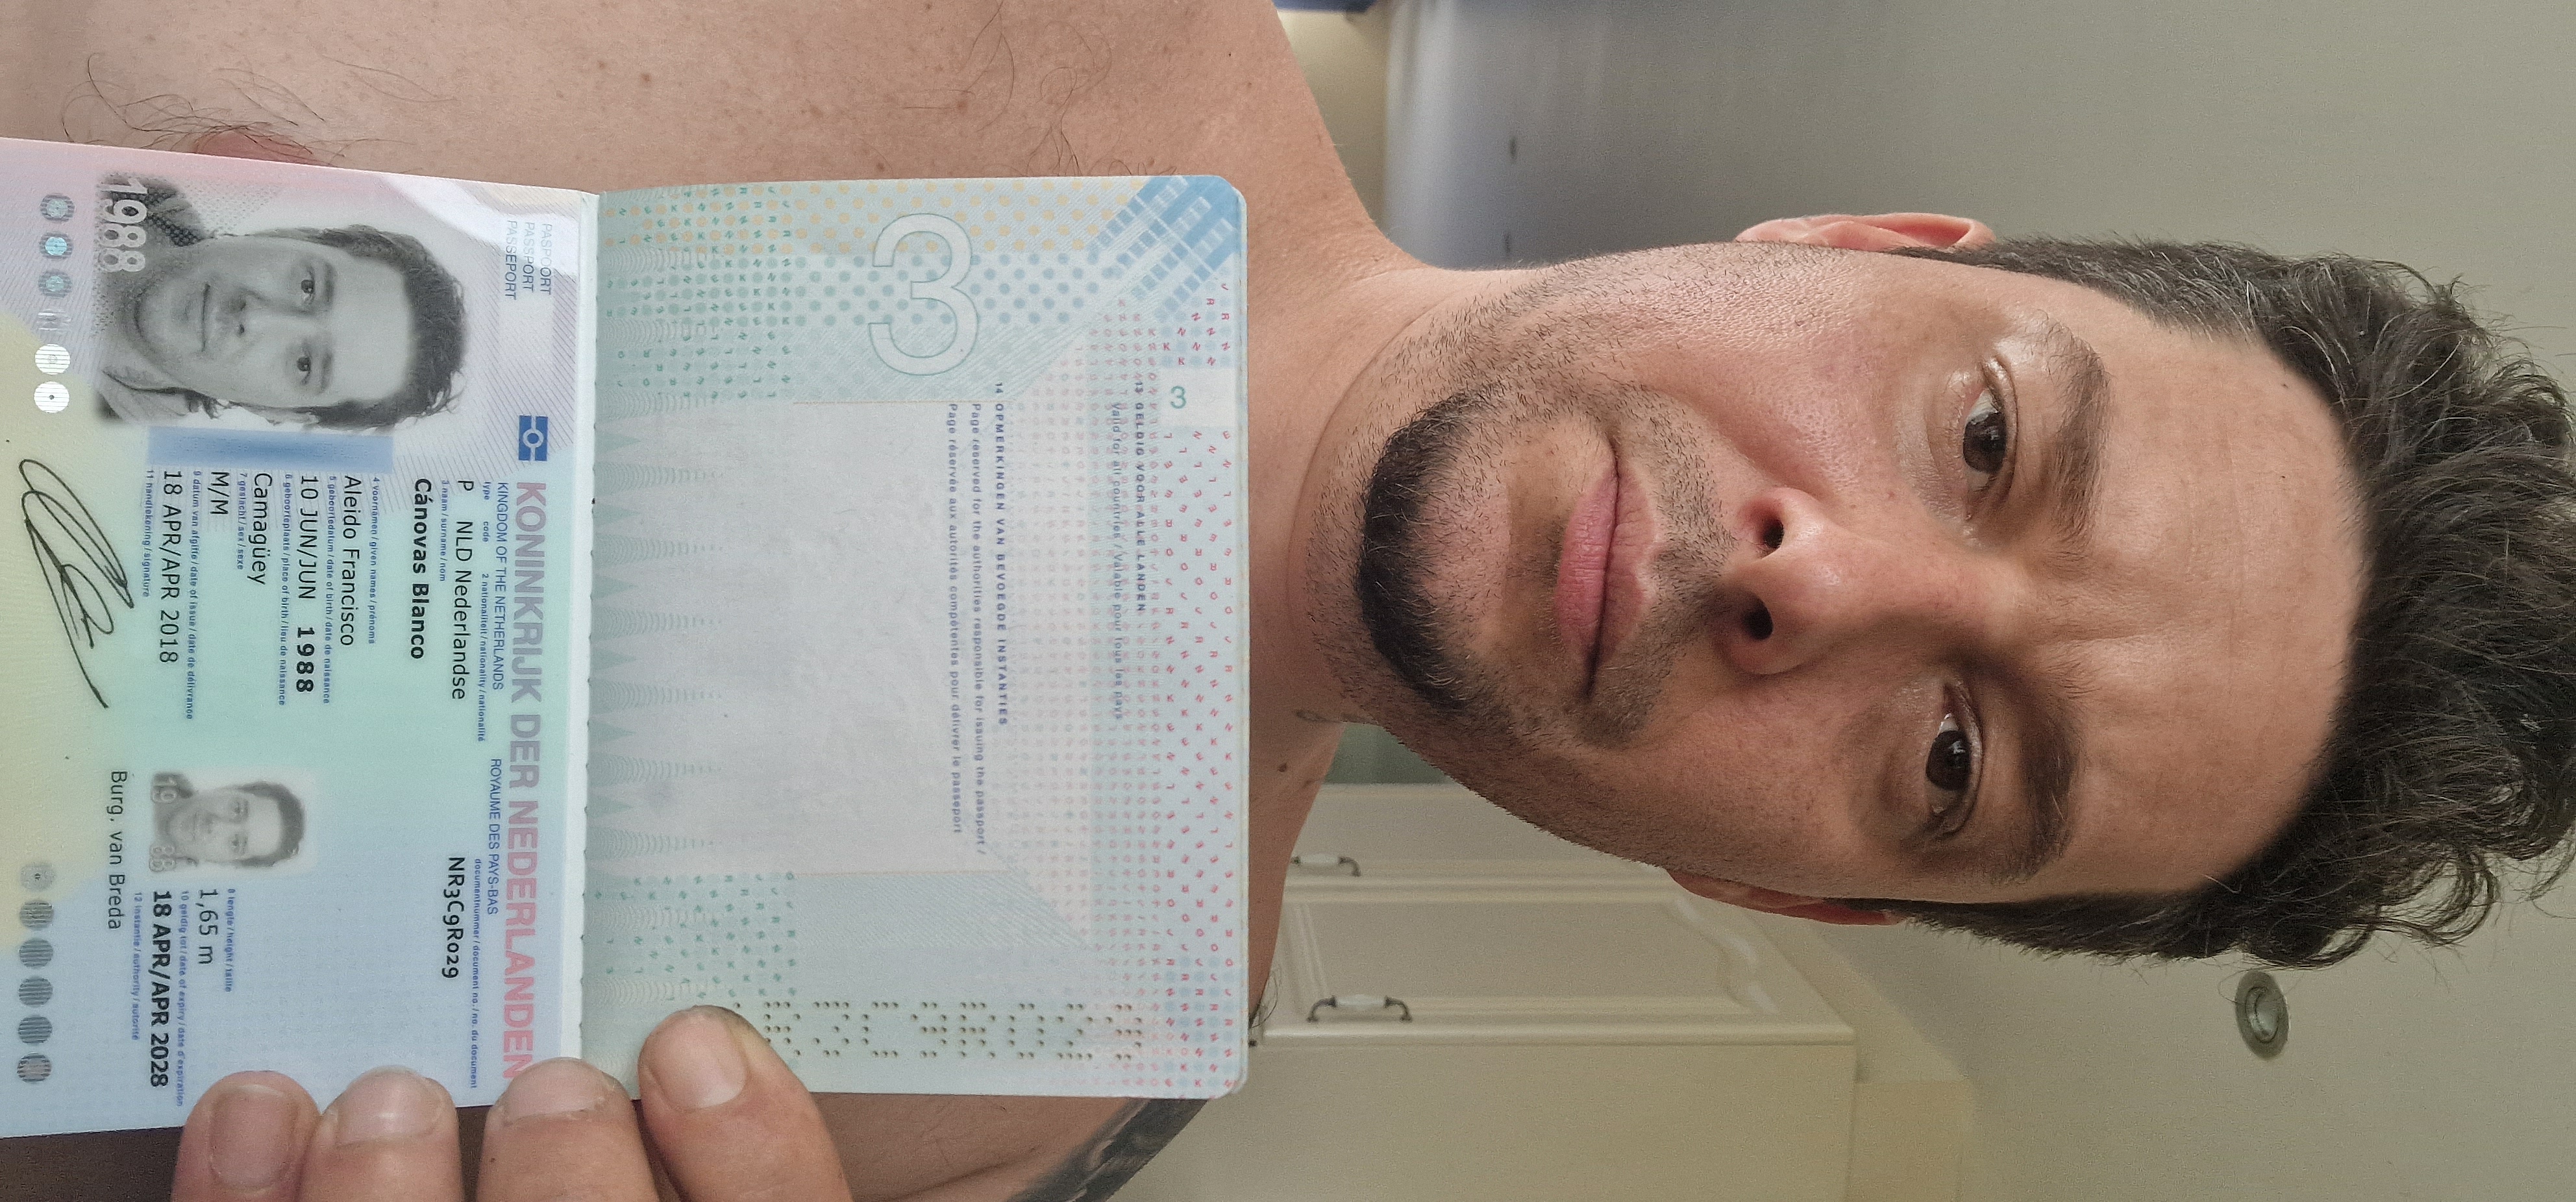 3
13 GELDIG VOOR ALLE LANDEN
Valid for all countries / Valable pour tous les pays
14 OPMERKINGEN VAN BEVOEGDE INSTANTIES
Page reserved for the authorities responsible for issuing the passport /
Page réservée aux autorités compétentes pour délivrer le passeport
3
PASPOORT
PASSPORT
PASSEPORT
KONINKRIJK DER NEDERLANDEN
KINGDOM OF THE NETHERLANDS ROYAUME DES PAYS-BAS
type code 2 nationaliteit / nationality / nationalité documentnummer / document no. / no. du document
P NLD Nederlandse NR3C9R029
3 naam / surname / nom
Cánovas Blanco
4 voornamen / given names / prénoms
Aleido Francisco
5 geboortedatum / date of birth / date de naissance
10 JUN/JUN 1988
6 geboorteplaats / place of birth / lieu de naissance
Camagüey
7 geslacht / sex / sexe 8 lengte / height / taille
M/M 1,65 m
9 datum van afgifte / date of issue / date de délivrance 10 geldig tot / date of expiry / date d'expiration
18 APR/APR 2018 18 APR/APR 2028
11 handtekening / signature 12 instantie / authority / autorité
Burg. van Breda
1988
19 88